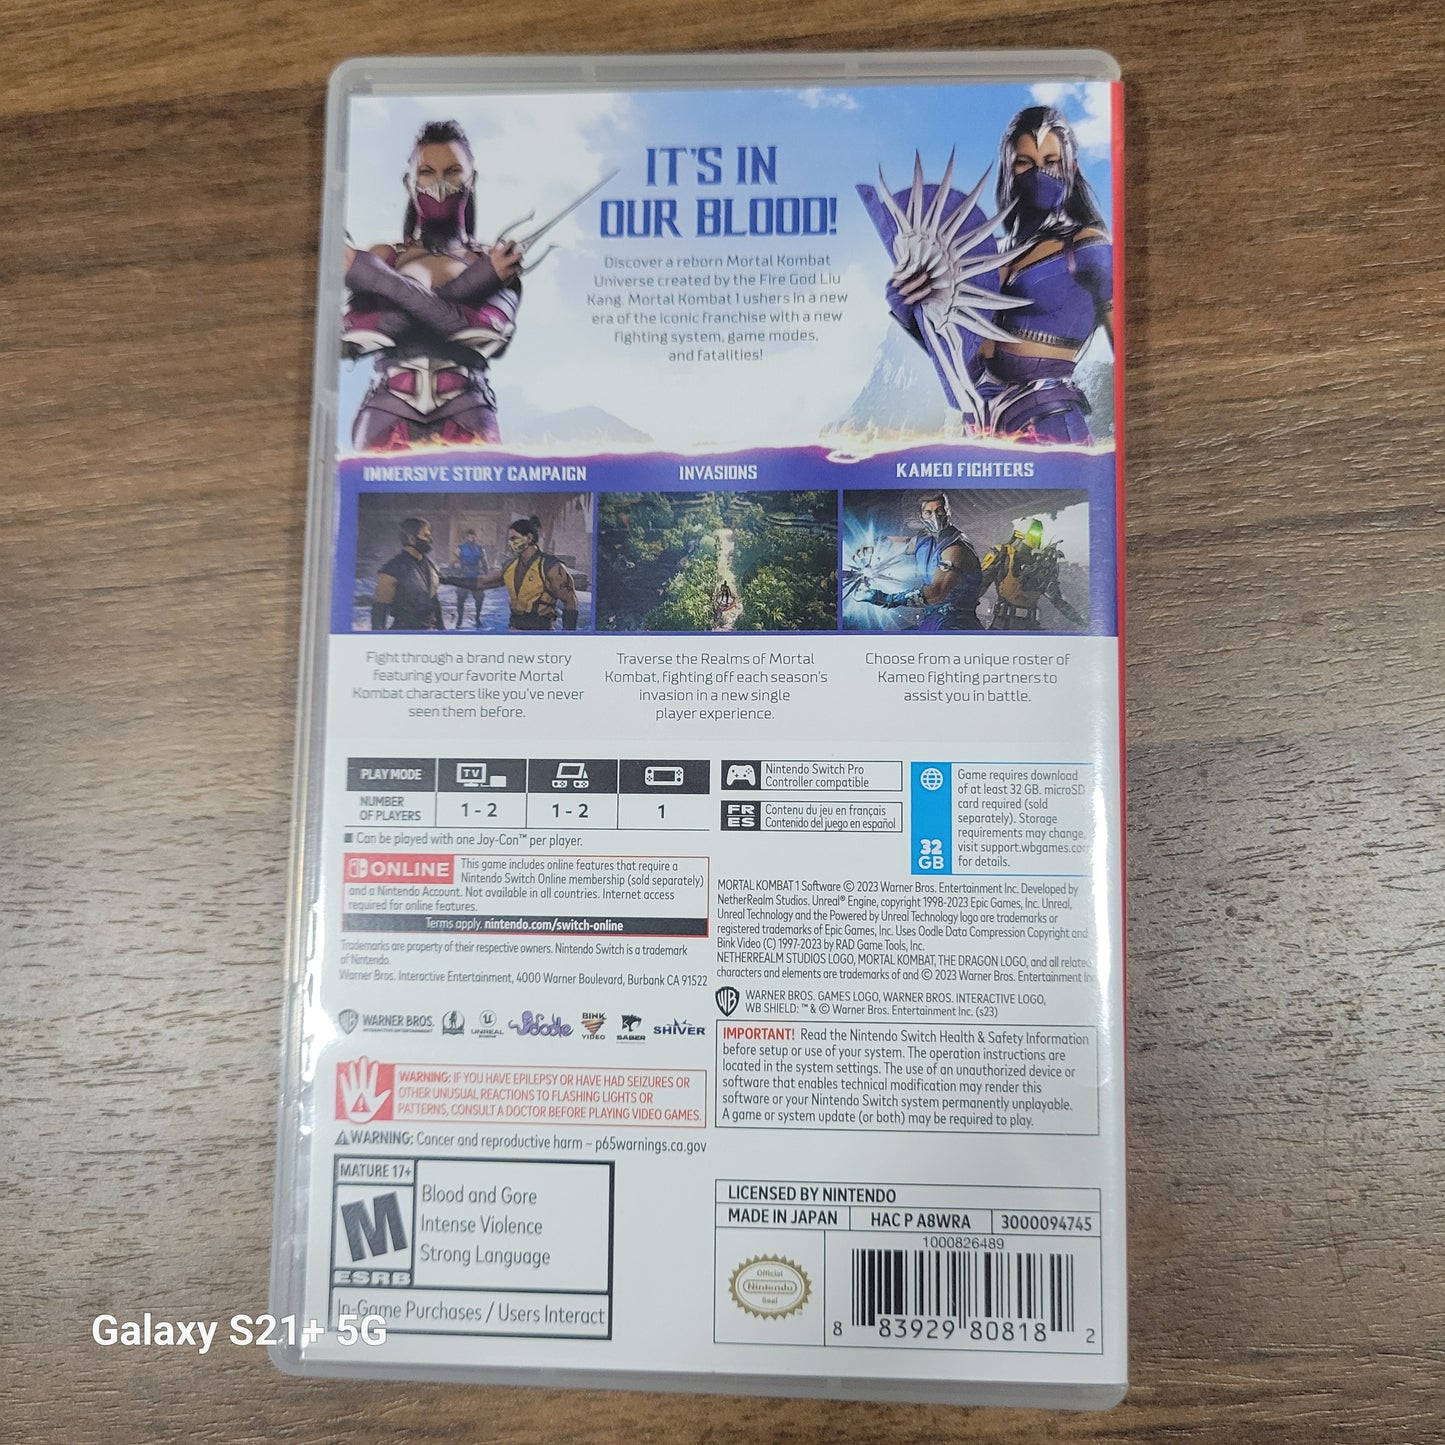 IT'S IN
OUR BLOOD!
Discover a reborn Mortal Kombat
Universe created by the Fire God Liu
Kang. Mortal Kombat 1 ushers in a new
era of the iconic franchise with a new
fighting system, game modes,
and fatalities!
IMMERSIVE STORY CAMPAIGN
Fight through a brand new story
featuring your favorite Mortal
Kombat characters like you've never
seen them before.
INVASIONS
Traverse the Realms of Mortal
Kombat, fighting off each season's
invasion in a new single
player experience.
KAMEO FIGHTERS
Choose from a unique roster of
Kameo fighting partners to
assist you in battle.
PLAY MODE
TV
NUMBER
OF PLAYERS
1 - 2
1 - 2
1
Can be played with one Joy-Con™ per player.
Nintendo Switch Pro
Controller compatible
FR
ES
Contenu du jeu en français
Contenido del juego en español
32
GB
Game requires download
of at least 32 GB. microSD
card required (sold
separately). Storage
requirements may change,
visit support.wbgames.com
for details.
ONLINE
This game includes online features that require a
Nintendo Switch Online membership (sold separately)
and a Nintendo Account. Not available in all countries. Internet access
required for online features.
Terms apply. nintendo.com/switch-online
Trademarks are property of their respective owners. Nintendo Switch is a trademark
of Nintendo.
Warner Bros. Interactive Entertainment, 4000 Warner Boulevard, Burbank CA 91522
MORTAL KOMBAT 1 Software © 2023 Warner Bros. Entertainment Inc. Developed by
NetherRealm Studios. Unreal® Engine, copyright 1998-2023 Epic Games, Inc. Unreal,
Unreal Technology and the Powered by Unreal Technology logo are trademarks or
registered trademarks of Epic Games, Inc. Uses Oodle Data Compression Copyright and
Bink Video (C) 1997-2023 by RAD Game Tools, Inc.
NETHERREALM STUDIOS LOGO, MORTAL KOMBAT, THE DRAGON LOGO, and all related
characters and elements are trademarks of and © 2023 Warner Bros. Entertainment
WB
WARNER BROS. GAMES LOGO, WARNER BROS. INTERACTIVE LOGO,
WB SHIELD: ™ & © Warner Bros. Entertainment Inc. (s23)
WARNER BROS.
INTERACTIVE ENTERTAINMENT
UNREAL
Oodle
BINK
VIDEO
SABER
SHIVER
IMPORTANT! Read the Nintendo Switch Health & Safety Information
before setup or use of your system. The operation instructions are
located in the system settings. The use of an unauthorized device or
software that enables technical modification may render this
software or your Nintendo Switch system permanently unplayable.
A game or system update (or both) may be required to play.
WARNING: IF YOU HAVE EPILEPSY OR HAVE HAD SEIZURES OR
OTHER UNUSUAL REACTIONS TO FLASHING LIGHTS OR
PATTERNS, CONSULT A DOCTOR BEFORE PLAYING VIDEO GAMES.
WARNING: Cancer and reproductive harm – p65warnings.ca.gov
MATURE 17+
M
ESRB
Blood and Gore
Intense Violence
Strong Language
In-Game Purchases / Users Interact
LICENSED BY NINTENDO
MADE IN JAPAN
HAC P A8WRA
3000094745
1000826489
Official
Nintendo
Seal
8 83929 80818 2
Galaxy S21+ 5G